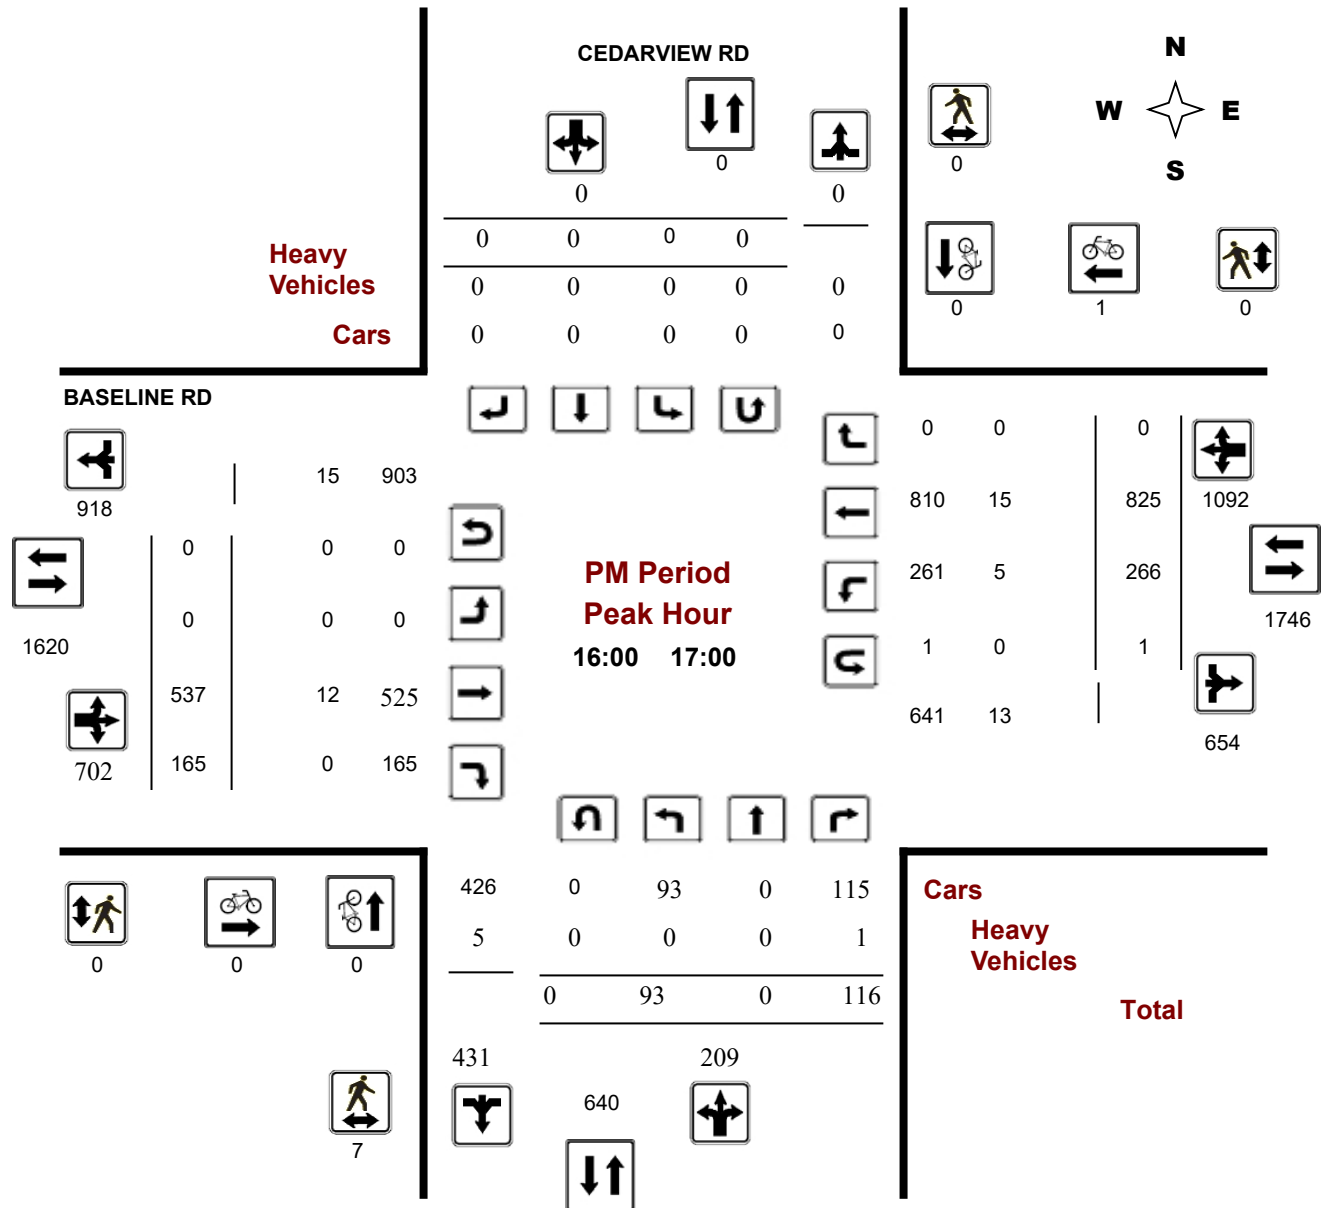 CEDARVIEW RD
N
W E
S
0
0
0 0
0 0 0 0
Heavy
Vehicles
0 0 0 0 0
Cars
0 0 0 0 0
0 1 0
BASELINE RD
918
15 903
0 0 0
0 0 0
1620
537 12 525
702
165 0 165
PM Period
Peak Hour
16:00 17:00
0 0 0
810 15 825 1092
261 5 266
1746
1 0 1
641 13
654
426 0 93 0 115
5 0 0 0 1
0 93 0 116
431 209
640
Cars
Heavy
Vehicles
Total
0 0 0
7